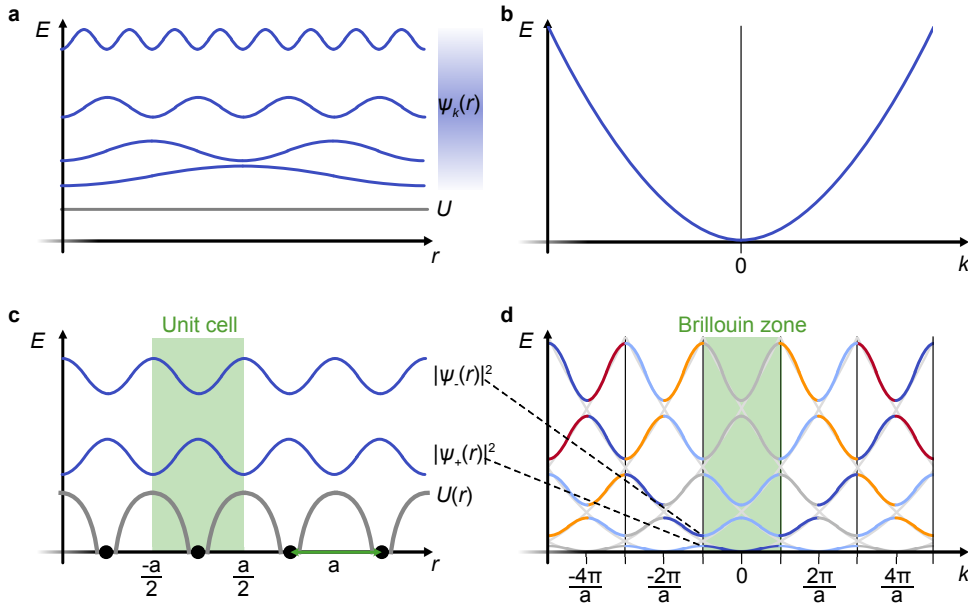 a
E
ψk(r)
U
r
b
E
0
k
c
Unit cell
E
|ψ-(r)|²
|ψ+(r)|²
U(r)
-a/2
a/2
a
r
d
Brillouin zone
E
-4π/a
-2π/a
0
2π/a
4π/a
k